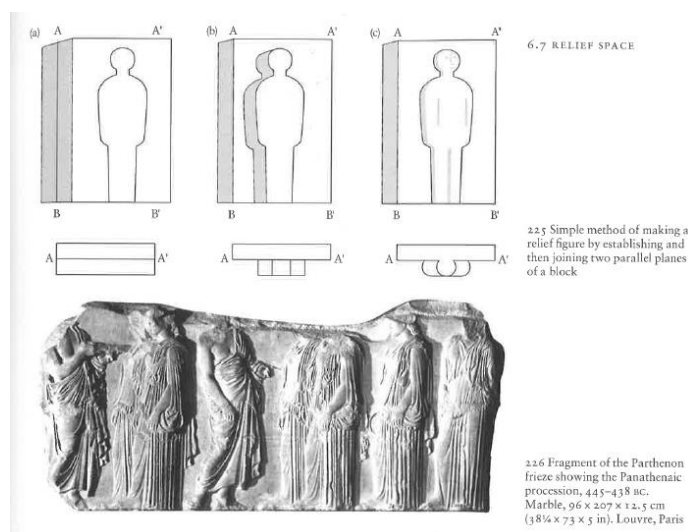 (a) A A' (b) A A' (c) A A'
6.7 RELIEF SPACE
B B' B B' B B'
A A' A A' A A'
225 Simple method of making a
relief figure by establishing and
then joining two parallel planes
of a block
226 Fragment of the Parthenon
frieze showing the Panathenaic
procession, 445–438 BC.
Marble, 96 × 207 × 12.5 cm
(38¼ × 73 × 5 in). Louvre, Paris